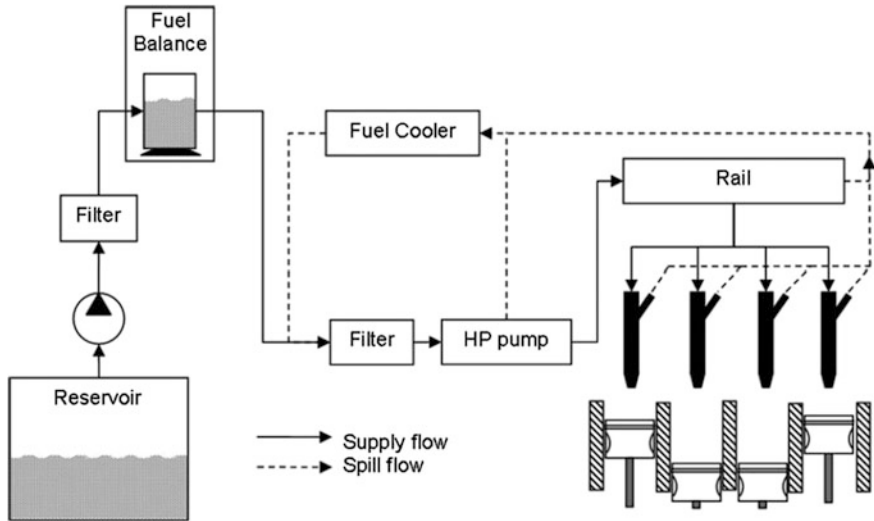 Fuel
Balance
Fuel Cooler
Rail
Filter
Filter
HP pump
Reservoir
Supply flow
Spill flow